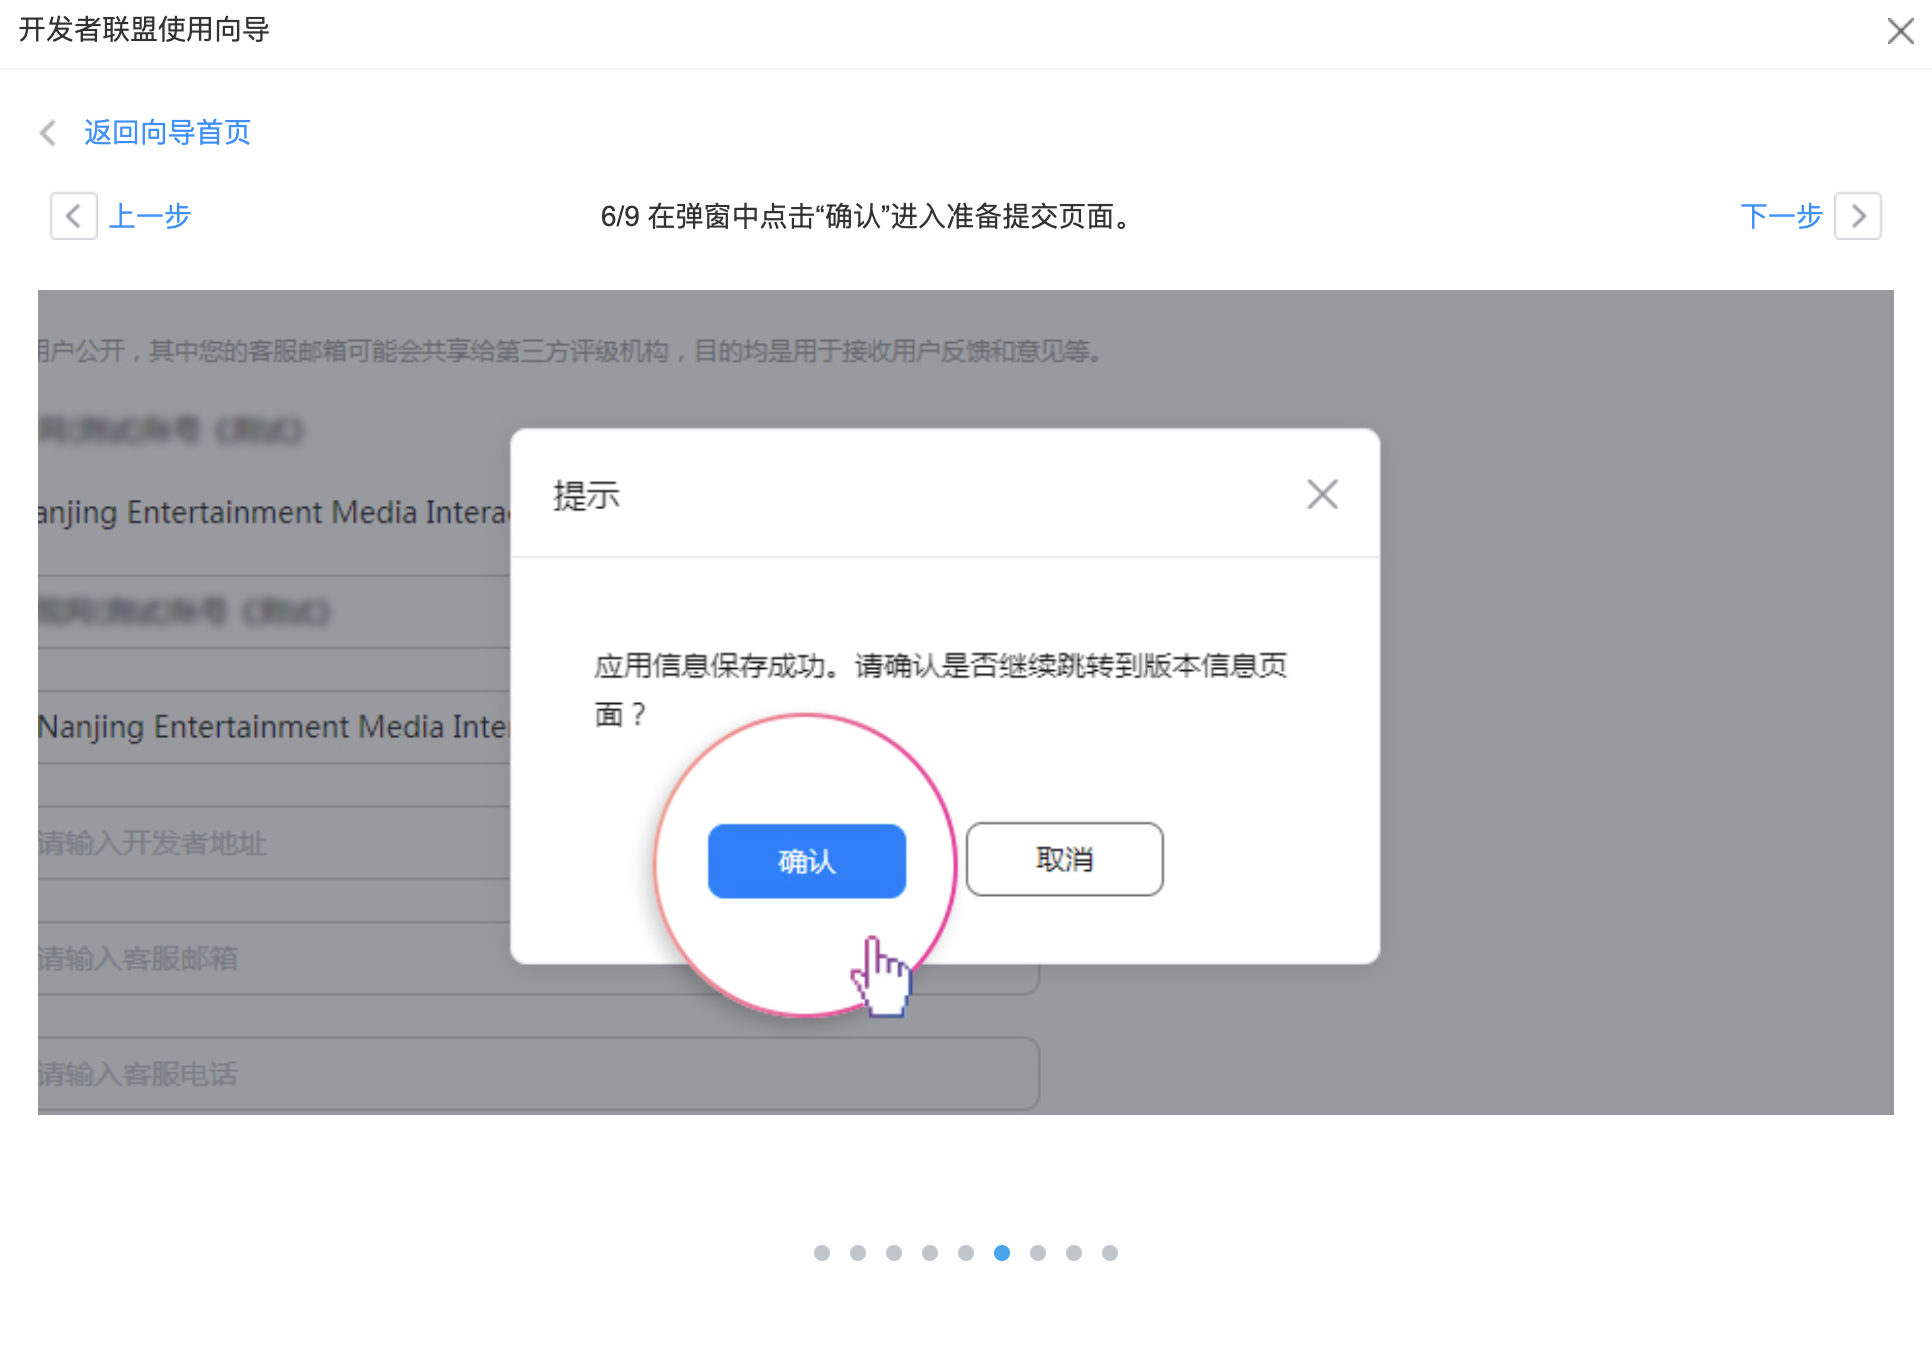 开发者联盟使用向导
返回向导首页
上一步
6/9 在弹窗中点击“确认”进入准备提交页面。
下一步
用户公开，其中您的客服邮箱可能会共享给第三方评级机构，目的均是用于接收用户反馈和意见等。
提示
anjing Entertainment Media Intera
应用信息保存成功。请确认是否继续跳转到版本信息页
面？
Nanjing Entertainment Media Inte
请输入开发者地址
确认
取消
请输入客服邮箱
请输入客服电话